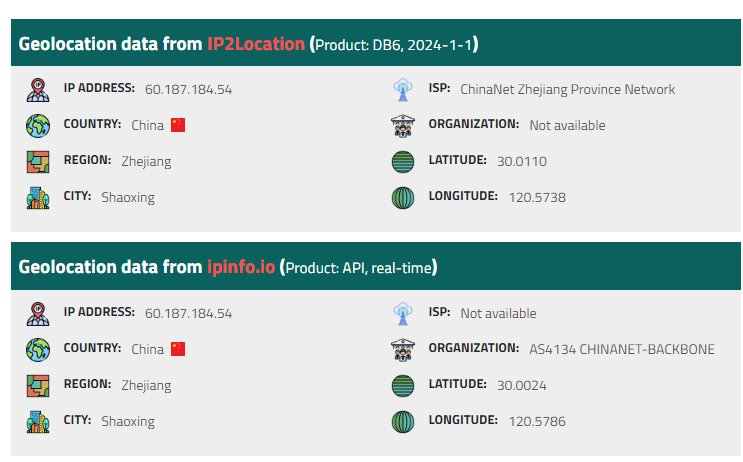 Geolocation data from IP2Location (Product: DB6, 2024-1-1)
IP ADDRESS: 60.187.184.54
ISP: ChinaNet Zhejiang Province Network
COUNTRY: China
ORGANIZATION: Not available
REGION: Zhejiang
LATITUDE: 30.0110
CITY: Shaoxing
LONGITUDE: 120.5738
Geolocation data from ipinfo.io (Product: API, real-time)
IP ADDRESS: 60.187.184.54
ISP: Not available
COUNTRY: China
ORGANIZATION: AS4134 CHINANET-BACKBONE
REGION: Zhejiang
LATITUDE: 30.0024
CITY: Shaoxing
LONGITUDE: 120.5786